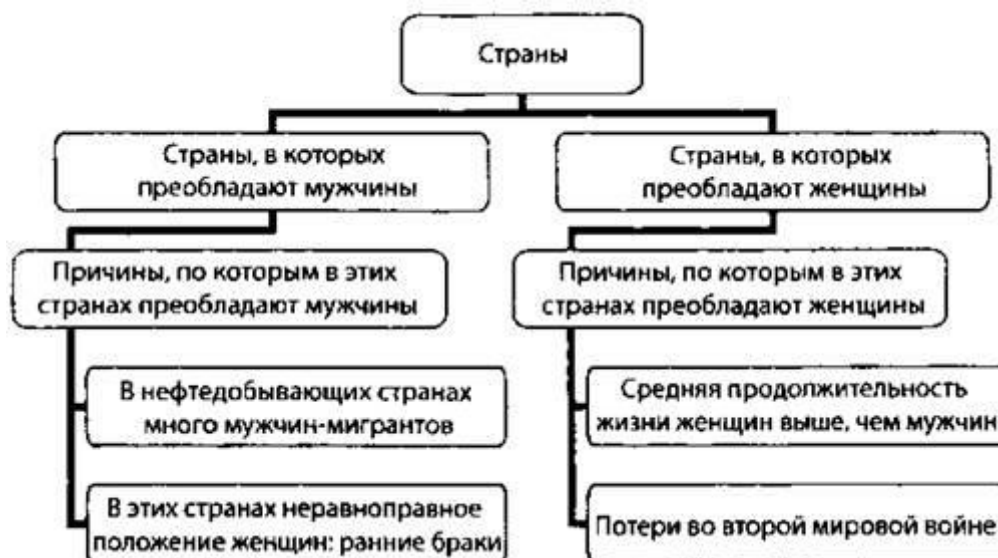 Страны
Страны, в которых
преобладают мужчины
Страны, в которых
преобладают женщины
Причины, по которым в этих
странах преобладают мужчины
Причины, по которым в этих
странах преобладают женщины
В нефтедобывающих странах
много мужчин-мигрантов
Средняя продолжительность
жизни женщин выше, чем мужчин
В этих странах неравноправное
положение женщин: ранние браки
Потери во второй мировой войне